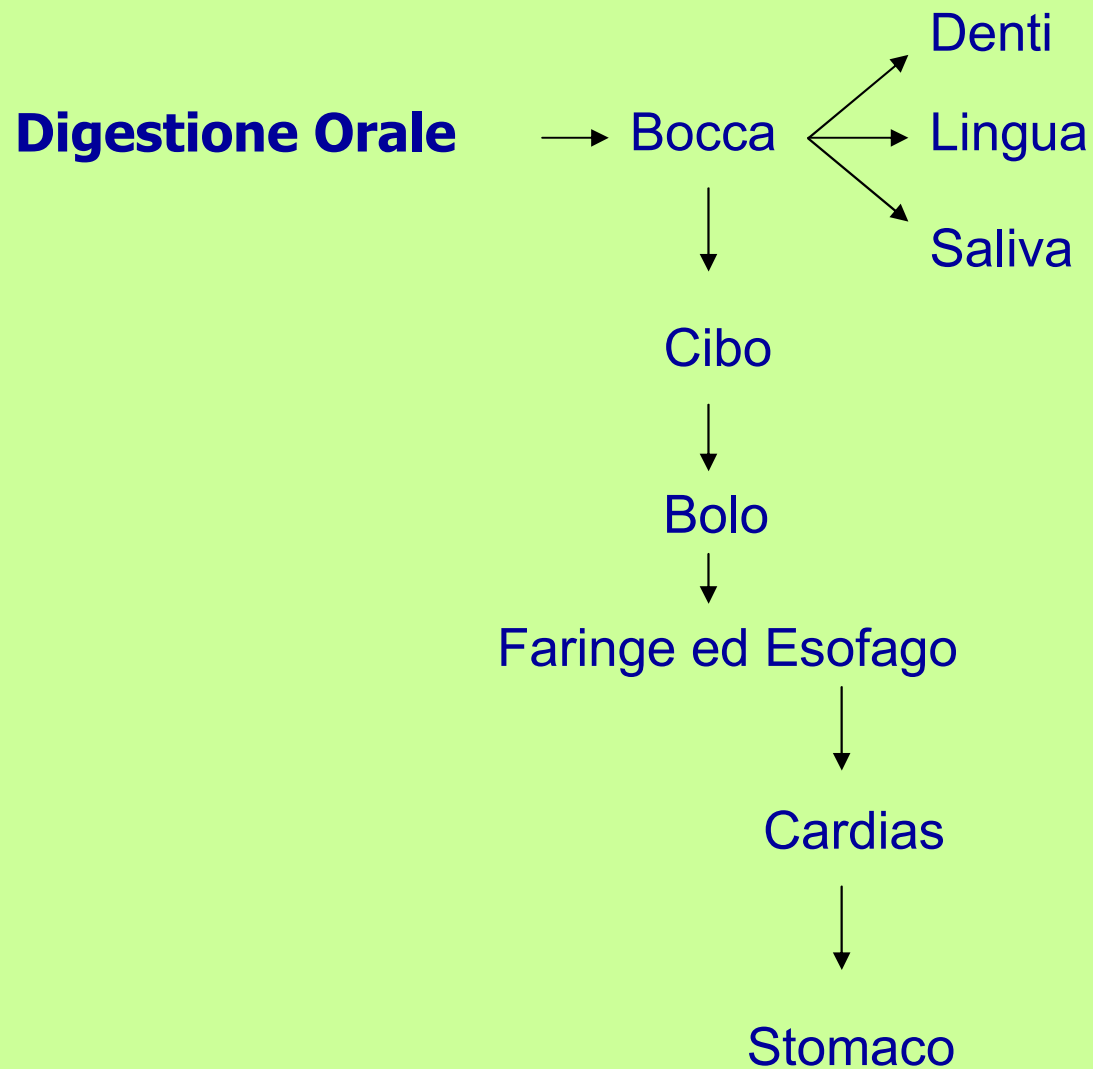 Denti
Digestione Orale Bocca Lingua
Saliva
Cibo
Bolo
Faringe ed Esofago
Cardias
Stomaco